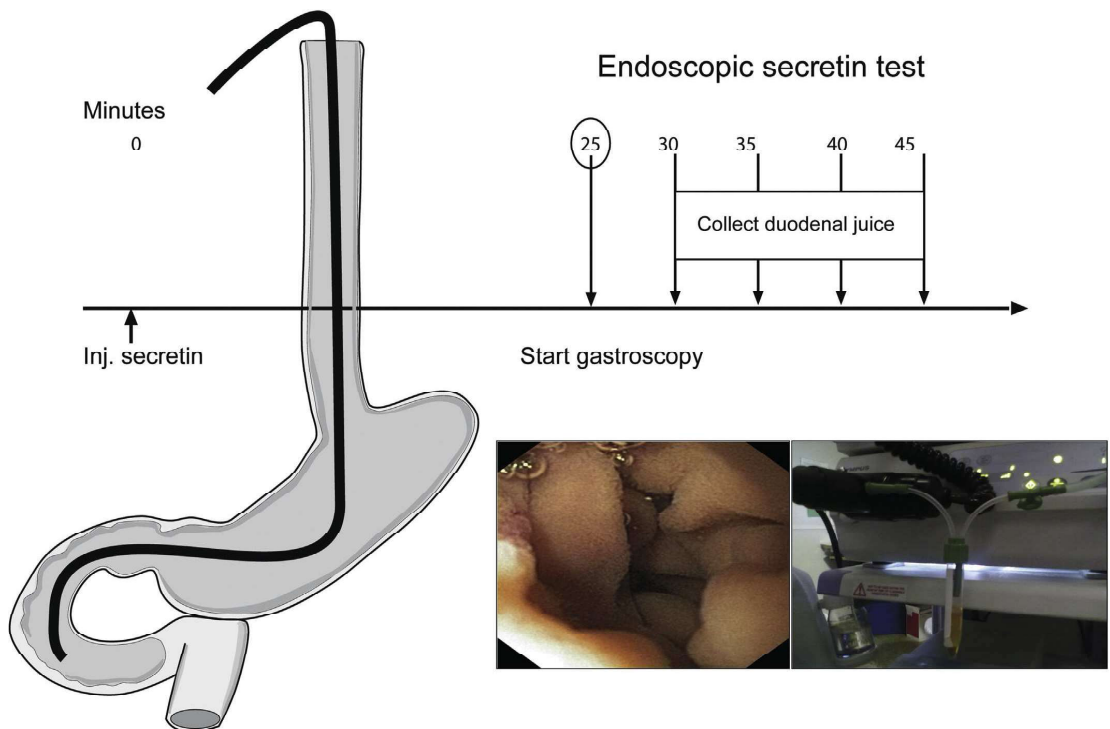 Endoscopic secretin test
Minutes
0 25 30 35 40 45
Collect duodenal juice
Inj. secretin Start gastroscopy